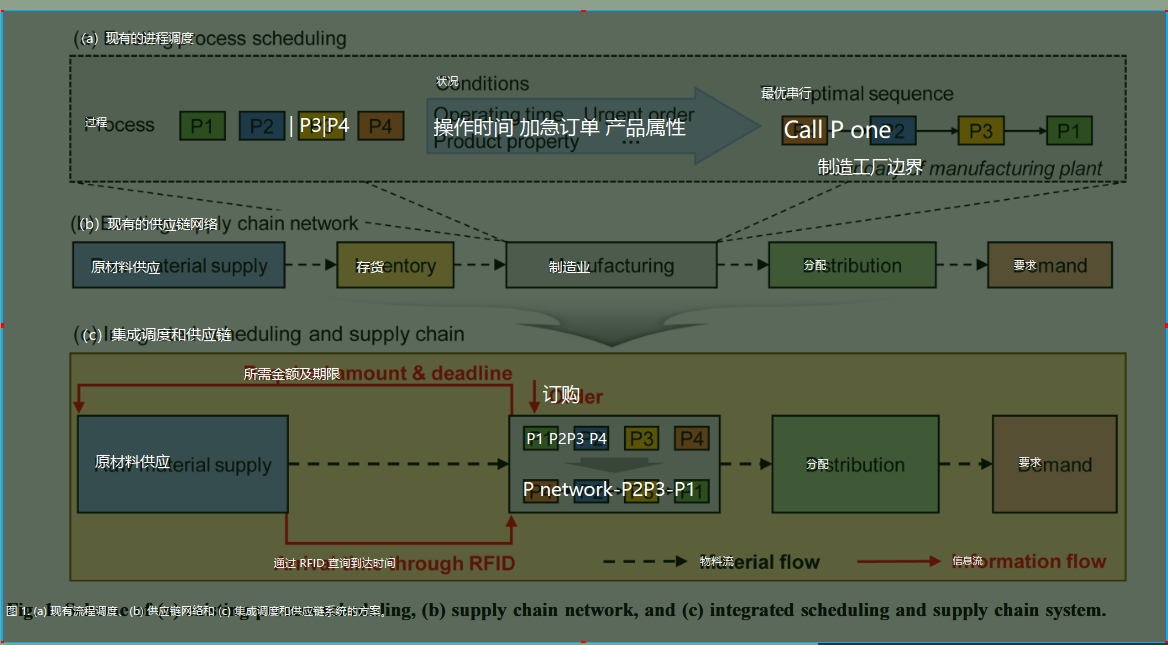 (a) 现有的进程调度 process scheduling
状况 Conditions
过程 Process P1 P2 | P3|P4 P4
Operating time Urgent order
操作时间 加急订单 产品属性
Product property ...
最优串行 optimal sequence
Call P one P2 P3 P1
制造工厂边界 of manufacturing plant
(b) 现有的供应链网络 supply chain network
原材料供应 material supply 存货 Inventory 制造业 Manufacturing 分配 Distribution 要求 Demand
(c) 集成调度和供应链 scheduling and supply chain
所需金额及期限 amount & deadline
订购 Order
P1 P2P3 P4 P3 P4
原材料供应 Raw material supply 分配 Distribution 要求 Demand
P network-P2P3-P1
通过 RFID 查询到达时间 through RFID 物料流 Material flow 信息流 Information flow
图 1. (a) 现有流程调度、(b) 供应链网络和 (c) 集成调度和供应链系统的方案。 (b) supply chain network, and (c) integrated scheduling and supply chain system.